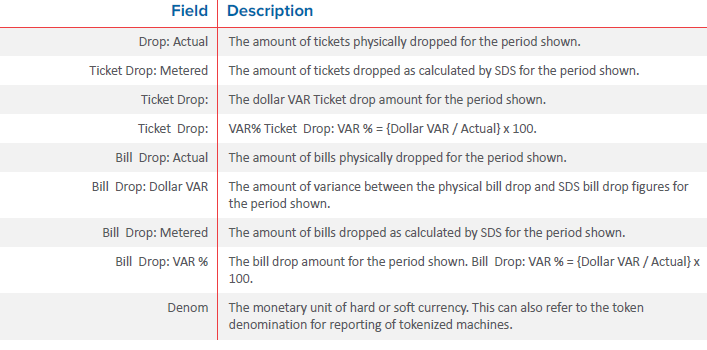 Field Description
Drop: Actual The amount of tickets physically dropped for the period shown.
Ticket Drop: Metered The amount of tickets dropped as calculated by SDS for the period shown.
Ticket Drop: The dollar VAR Ticket drop amount for the period shown.
Ticket Drop: VAR% Ticket Drop: VAR % = {Dollar VAR / Actual} x 100.
Bill Drop: Actual The amount of bills physically dropped for the period shown.
Bill Drop: Dollar VAR The amount of variance between the physical bill drop and SDS bill drop figures for
the period shown.
Bill Drop: Metered The amount of bills dropped as calculated by SDS for the period shown.
Bill Drop: VAR % The bill drop amount for the period shown. Bill Drop: VAR % = {Dollar VAR / Actual} x
100.
Denom The monetary unit of hard or soft currency. This can also refer to the token
denomination for reporting of tokenized machines.